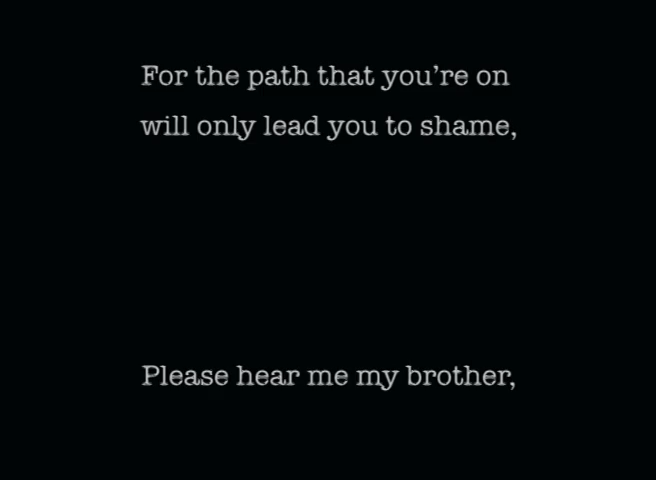 For the path that you’re on
will only lead you to shame,
Please hear me my brother,